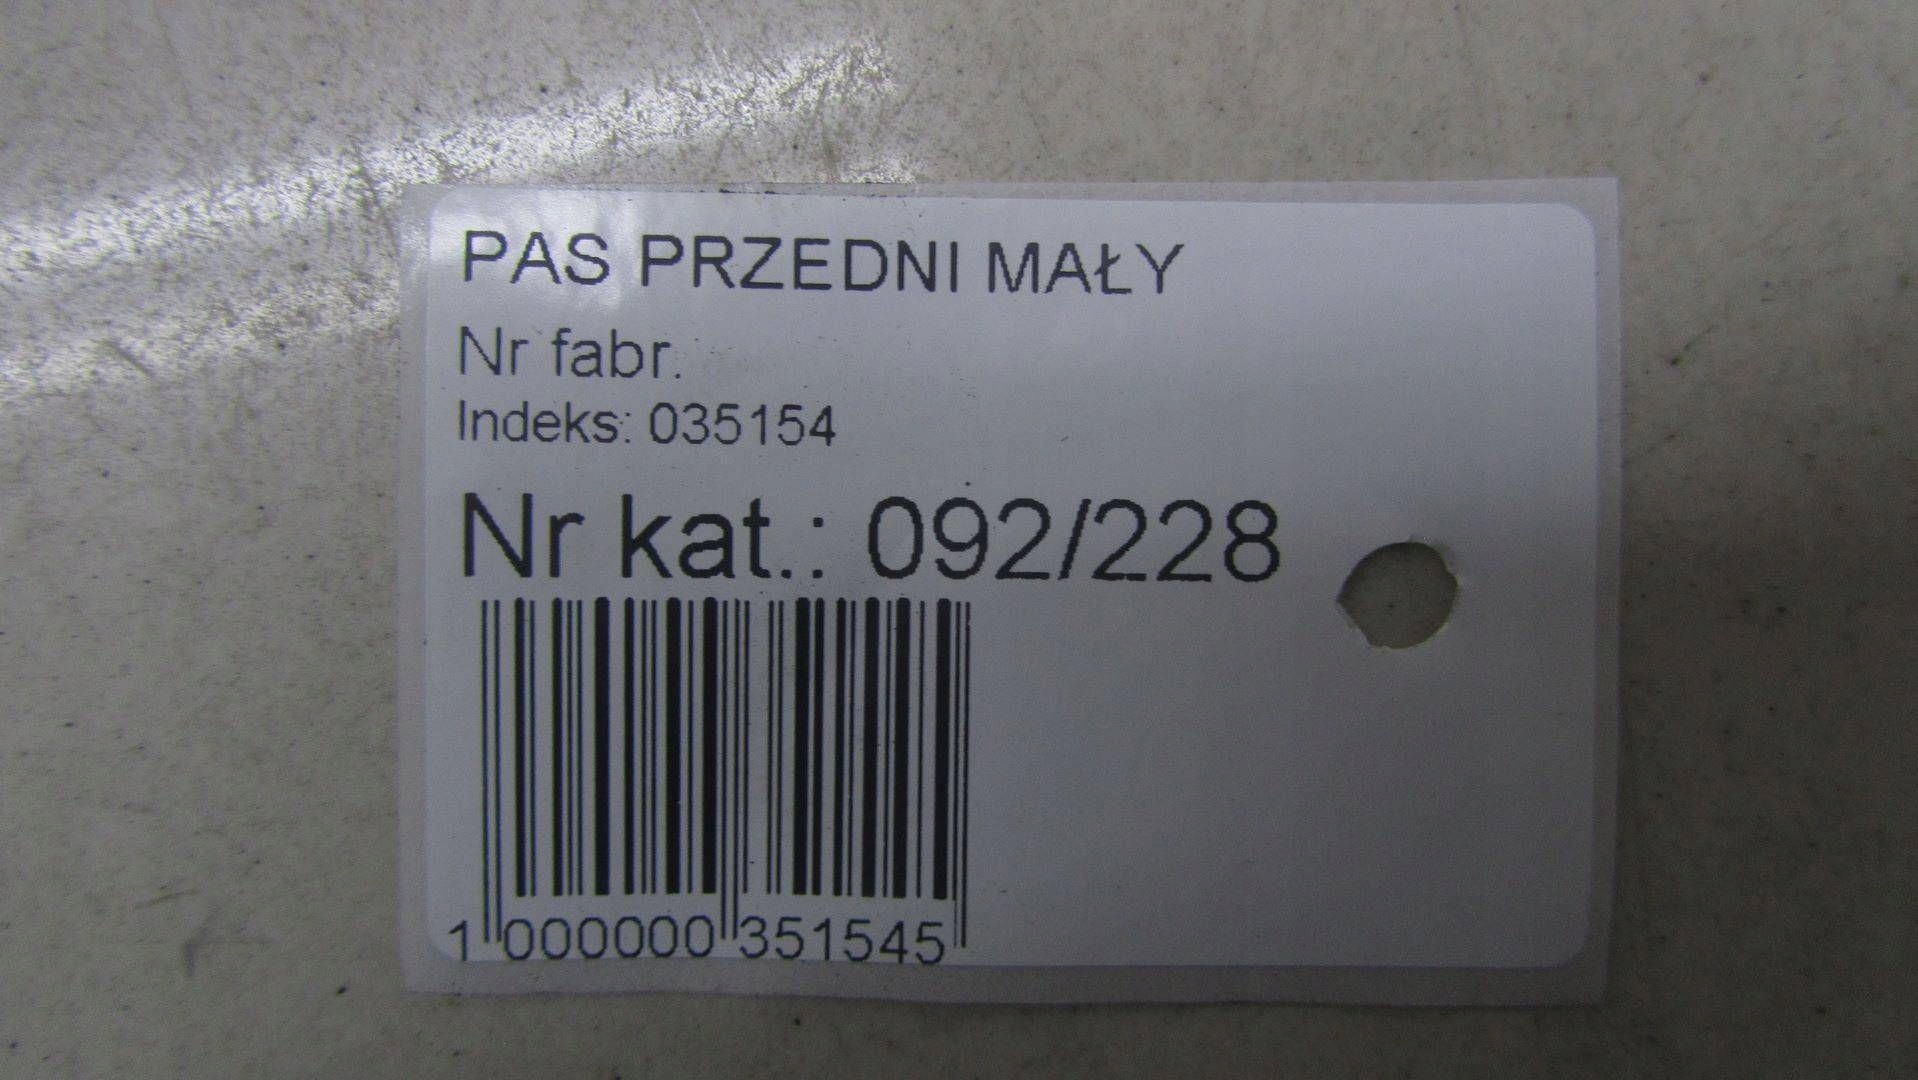 PAS PRZEDNI MAŁY
Nr fabr.
Indeks: 035154
Nr kat.: 092/228
1 000000 351545